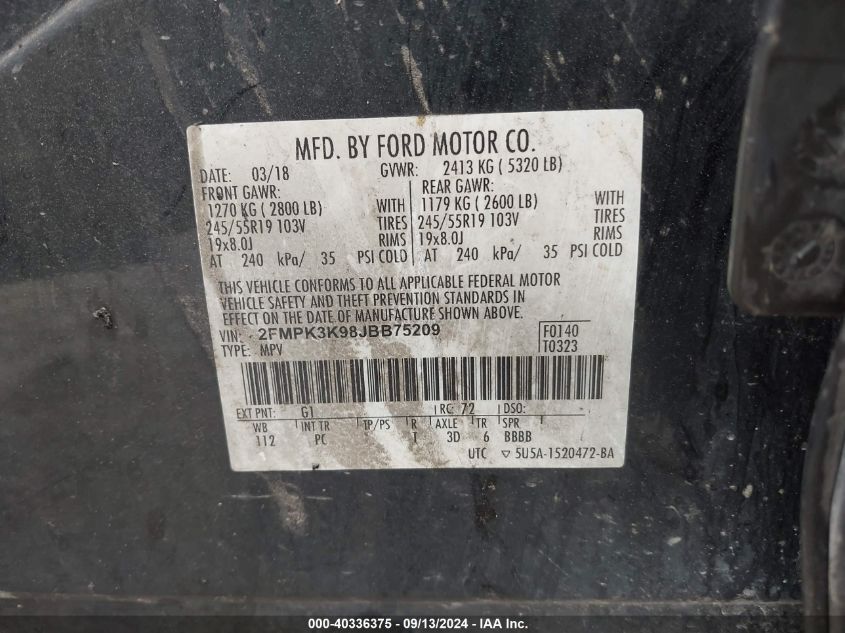 MFD. BY FORD MOTOR CO.
DATE: 03/18 GVWR: 2413 KG ( 5320 LB)
FRONT GAWR: REAR GAWR:
1270 KG ( 2800 LB) WITH 1179 KG ( 2600 LB) WITH
245/55R19 103V TIRES 245/55R19 103V TIRES
19x8.0J RIMS 19x8.0J RIMS
AT 240 kPa/ 35 PSI COLD AT 240 kPa/ 35 PSI COLD
THIS VEHICLE CONFORMS TO ALL APPLICABLE FEDERAL MOTOR
VEHICLE SAFETY AND THEFT PREVENTION STANDARDS IN
EFFECT ON THE DATE OF MANUFACTURE SHOWN ABOVE.
VIN: 2FMPK3K98JBB75209 F0140
TYPE: MPV T0323
EXT PNT: G1 RC: 72 DSO:
WB INT TR TP/PS R AXLE TR SPR
112 PC T 3D 6 BBBB
UTC ▽ 5U5A-1520472-BA
000-40336375 - 09/13/2024 - IAA Inc.